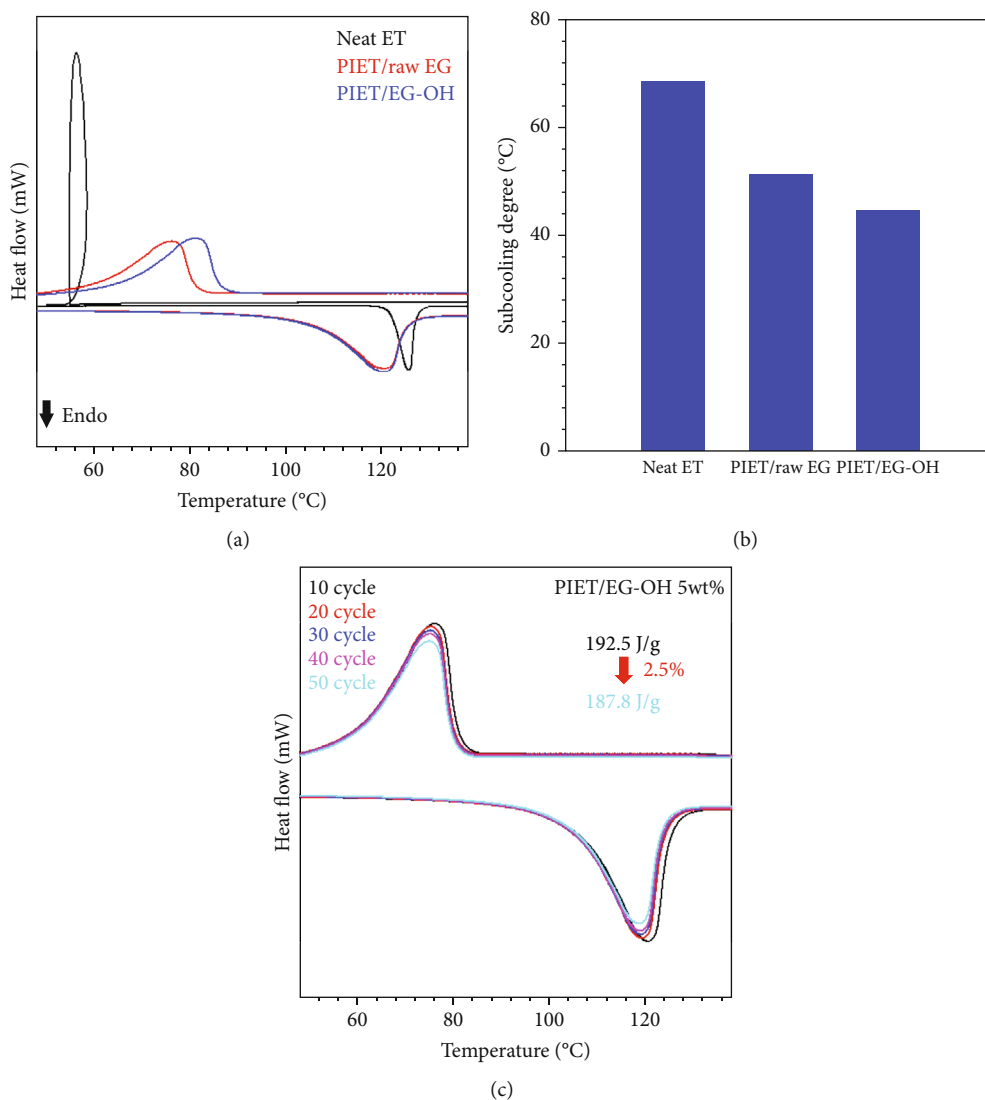 Neat ET
PIET/raw EG
PIET/EG-OH
Heat flow (mW)
Endo
60 80 100 120
Temperature (°C)
(a)
80
60
40
20
0
Subcooling degree (°C)
Neat ET PIET/raw EG PIET/EG-OH
(b)
10 cycle
20 cycle
30 cycle
40 cycle
50 cycle
PIET/EG-OH 5wt%
192.5 J/g
2.5%
187.8 J/g
Heat flow (mW)
60 80 100 120
Temperature (°C)
(c)